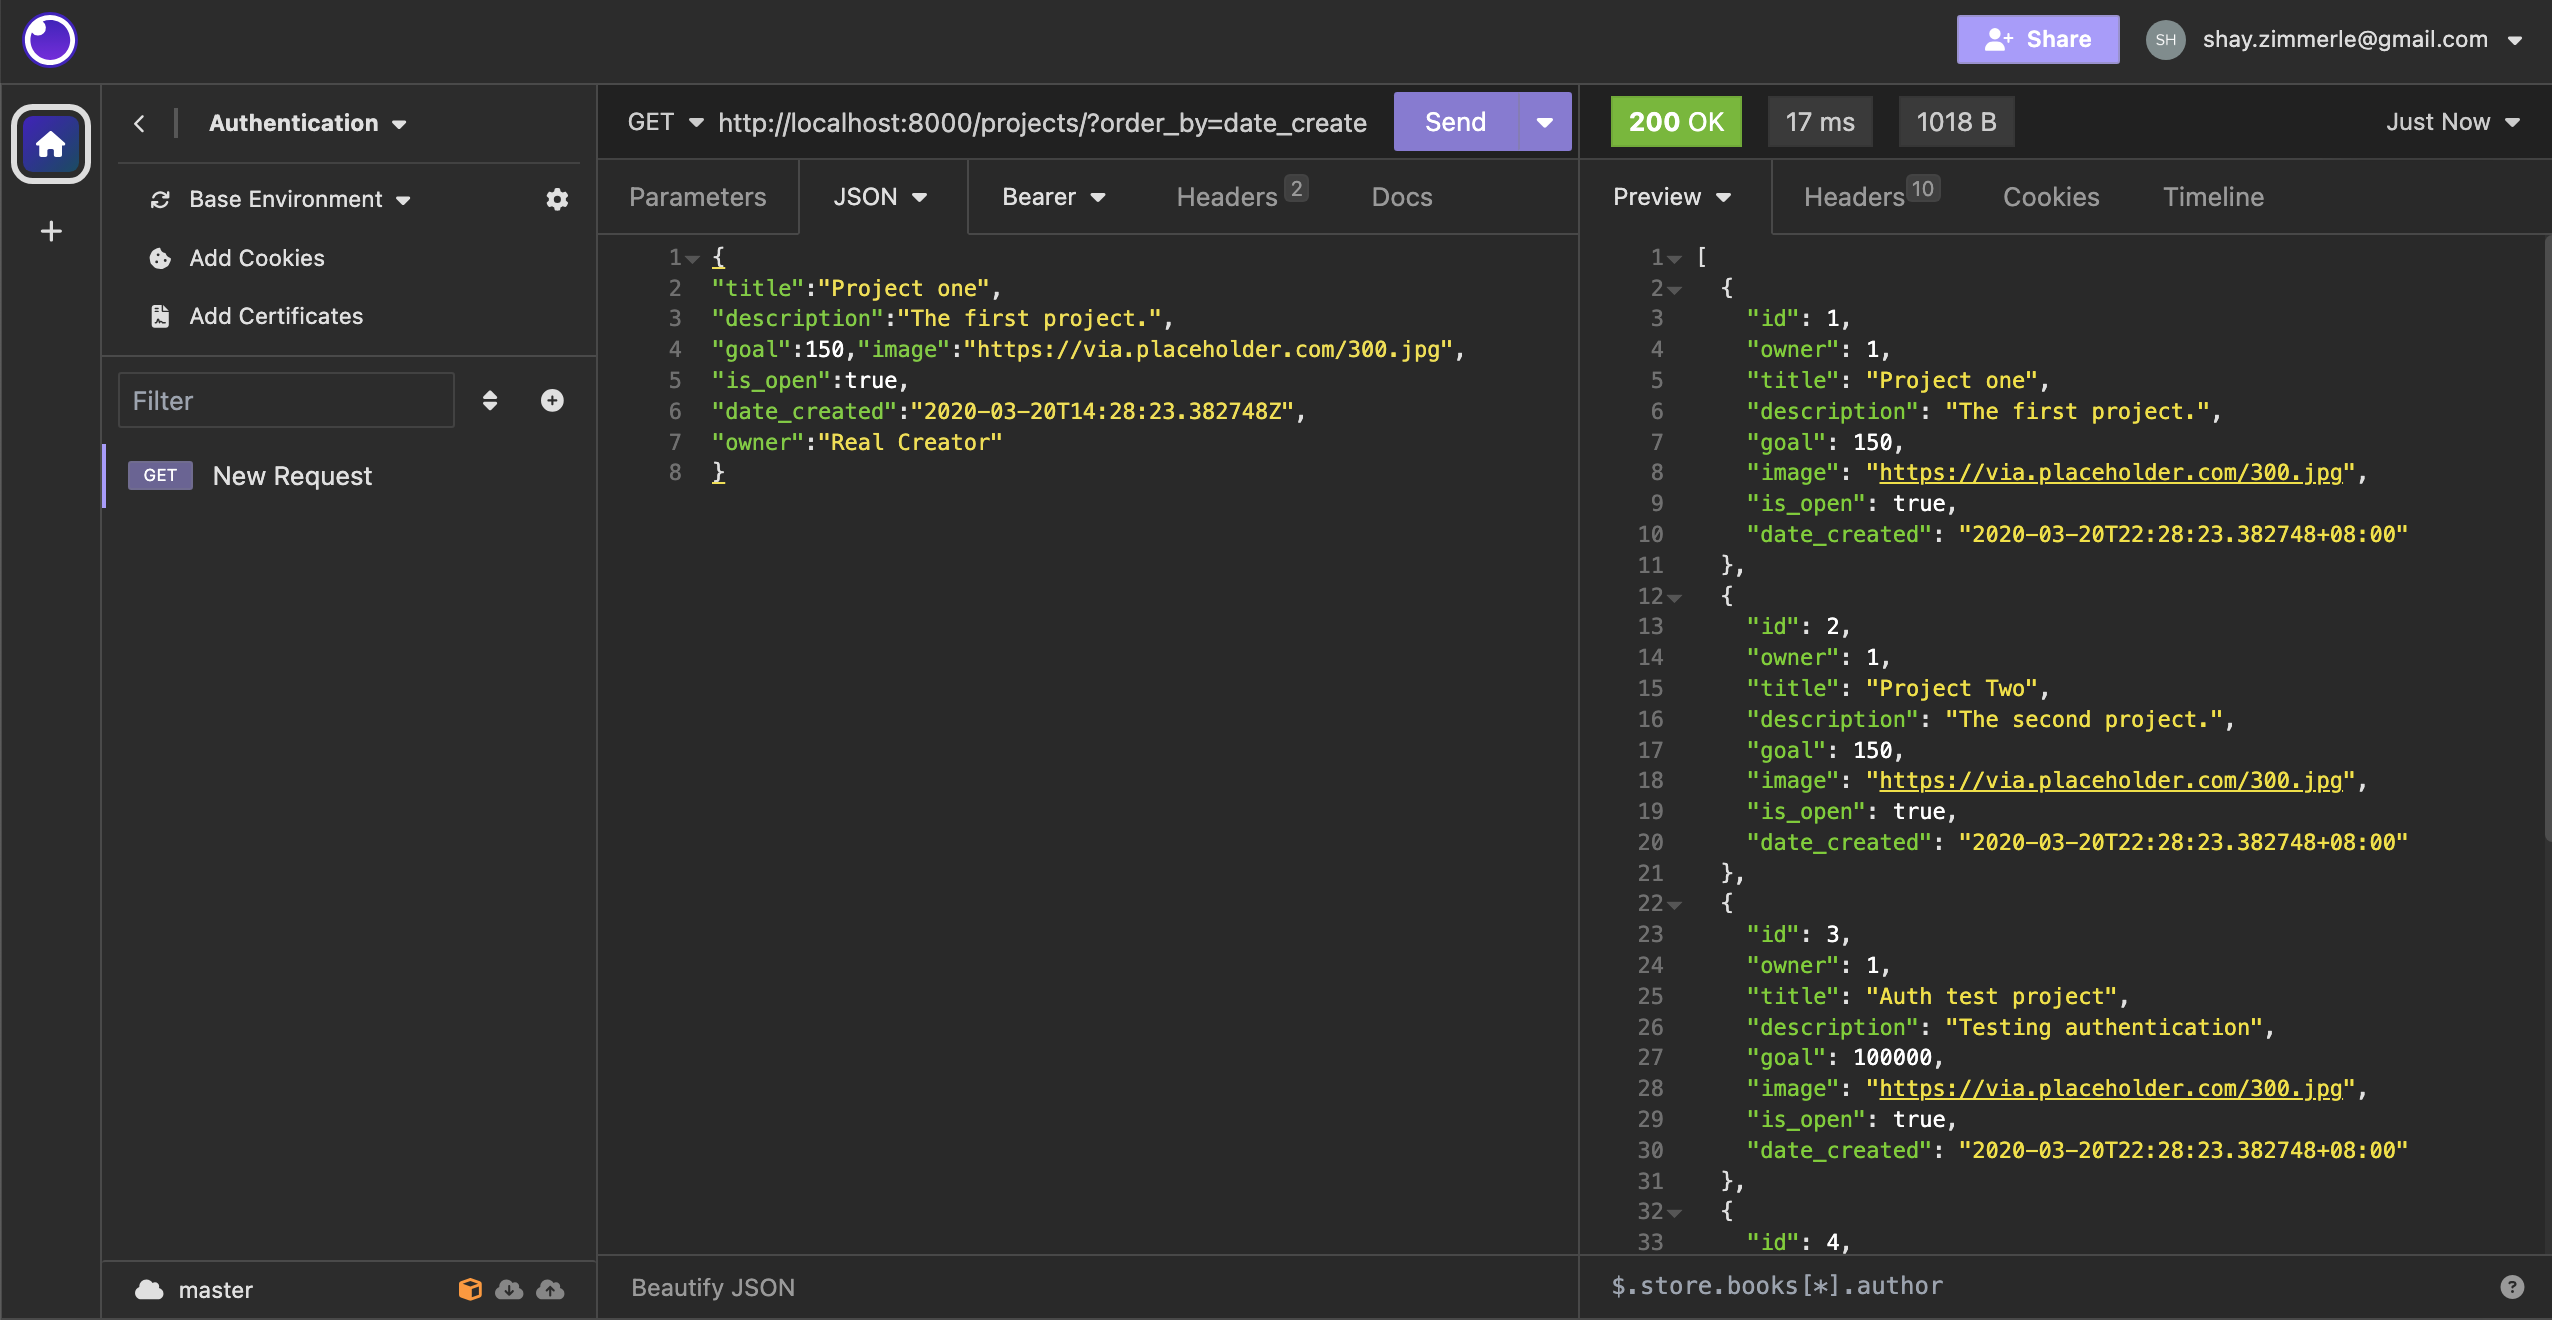 Share
SH
shay.zimmerle@gmail.com
Authentication
Base Environment
Add Cookies
Add Certificates
Filter
GET New Request
master
GET http://localhost:8000/projects/?order_by=date_create Send
Parameters JSON Bearer Headers 2 Docs
1 {
2 "title":"Project one",
3 "description":"The first project.",
4 "goal":150,"image":"https://via.placeholder.com/300.jpg",
5 "is_open":true,
6 "date_created":"2020-03-20T14:28:23.382748Z",
7 "owner":"Real Creator"
8 }
Beautify JSON
200 OK 17 ms 1018 B Just Now
Preview Headers 10 Cookies Timeline
1 [
2 {
3 "id": 1,
4 "owner": 1,
5 "title": "Project one",
6 "description": "The first project.",
7 "goal": 150,
8 "image": "https://via.placeholder.com/300.jpg",
9 "is_open": true,
10 "date_created": "2020-03-20T22:28:23.382748+08:00"
11 },
12 {
13 "id": 2,
14 "owner": 1,
15 "title": "Project Two",
16 "description": "The second project.",
17 "goal": 150,
18 "image": "https://via.placeholder.com/300.jpg",
19 "is_open": true,
20 "date_created": "2020-03-20T22:28:23.382748+08:00"
21 },
22 {
23 "id": 3,
24 "owner": 1,
25 "title": "Auth test project",
26 "description": "Testing authentication",
27 "goal": 100000,
28 "image": "https://via.placeholder.com/300.jpg",
29 "is_open": true,
30 "date_created": "2020-03-20T22:28:23.382748+08:00"
31 },
32 {
33 "id": 4,
$.store.books[*].author